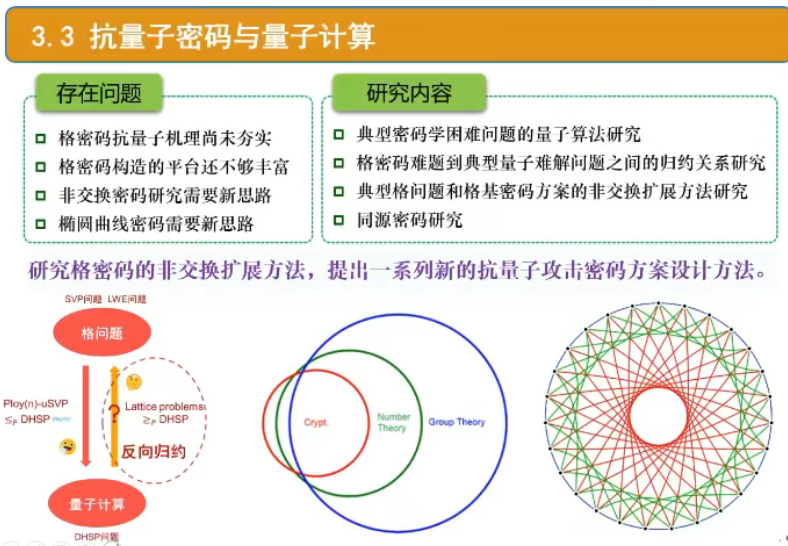 3.3 抗量子密码与量子计算
存在问题
格密码抗量子机理尚未夯实
格密码构造的平台还不够丰富
非交换密码研究需要新思路
椭圆曲线密码需要新思路
研究内容
典型密码学困难问题的量子算法研究
格密码难题到典型量子难解问题之间的归约关系研究
典型格问题和格基密码方案的非交换扩展方法研究
同源密码研究
研究格密码的非交换扩展方法，提出一系列新的抗量子攻击密码方案设计方法。
SVP问题 LWE问题
格问题
Ploy(n)-uSVP
≤P DHSP
?
Lattice problems
≥P DHSP
反向归约
量子计算
DHSP问题
Crypt.
Number
Theory
Group Theory